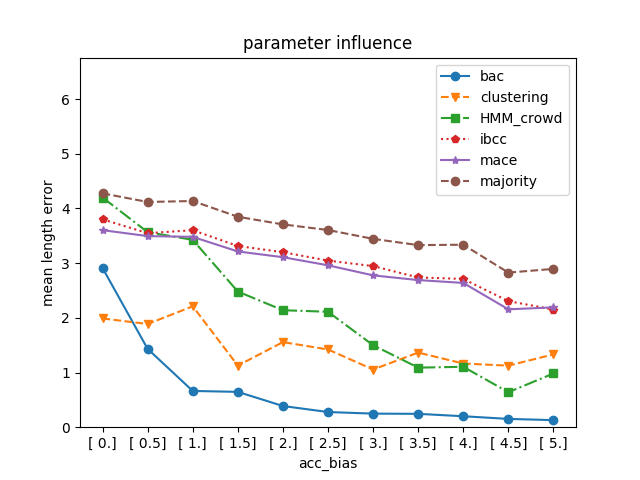 parameter influence
bac
clustering
HMM_crowd
ibcc
mace
majority
6
5
4
3
2
1
0
mean length error
[ 0.] [ 0.5] [ 1.] [ 1.5] [ 2.] [ 2.5] [ 3.] [ 3.5] [ 4.] [ 4.5] [ 5.]
acc_bias